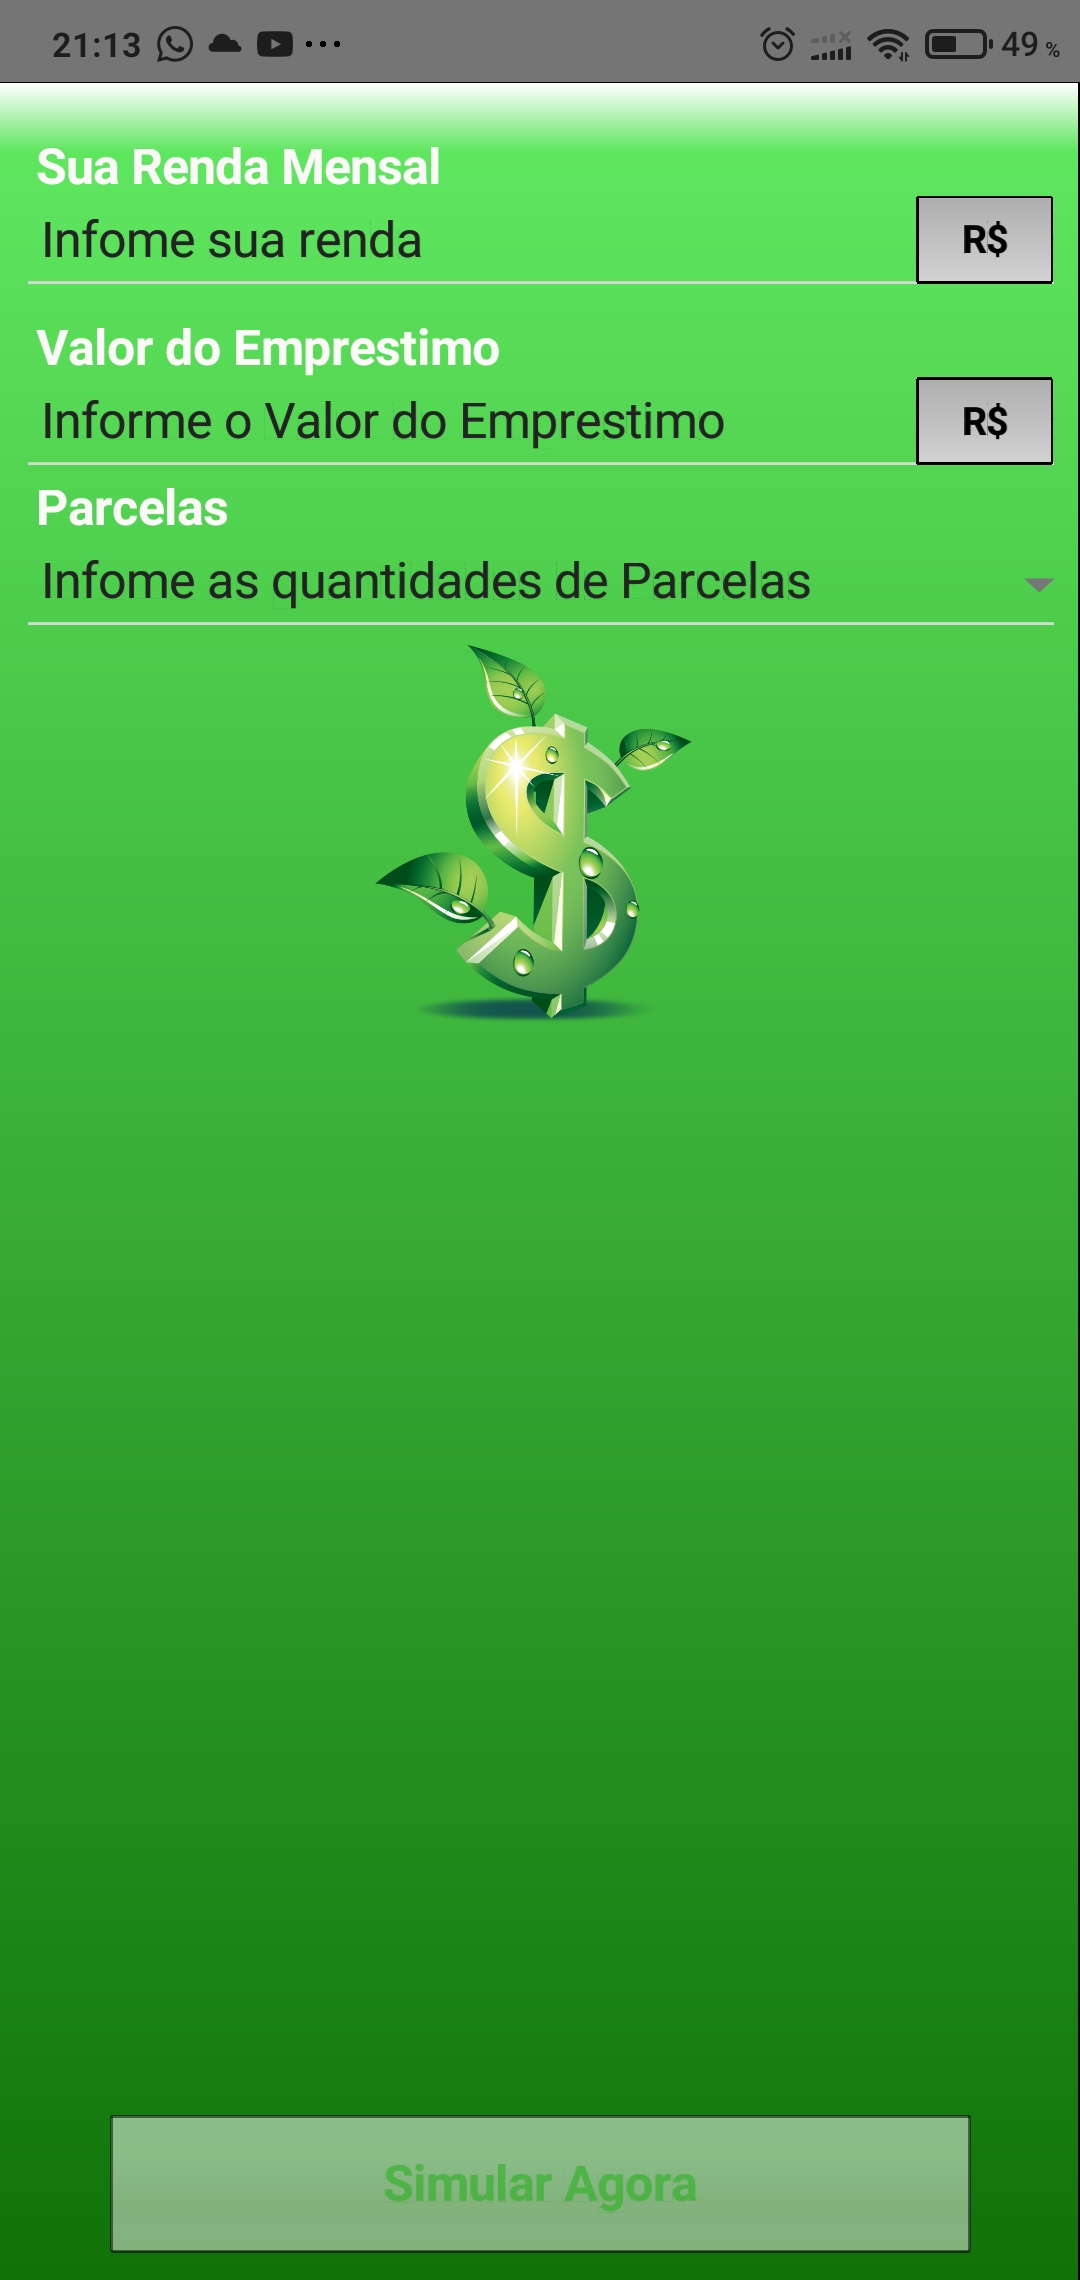 21:13 ... 49 %
Sua Renda Mensal
Infome sua renda R$
Valor do Emprestimo
Informe o Valor do Emprestimo R$
Parcelas
Infome as quantidades de Parcelas
Simular Agora